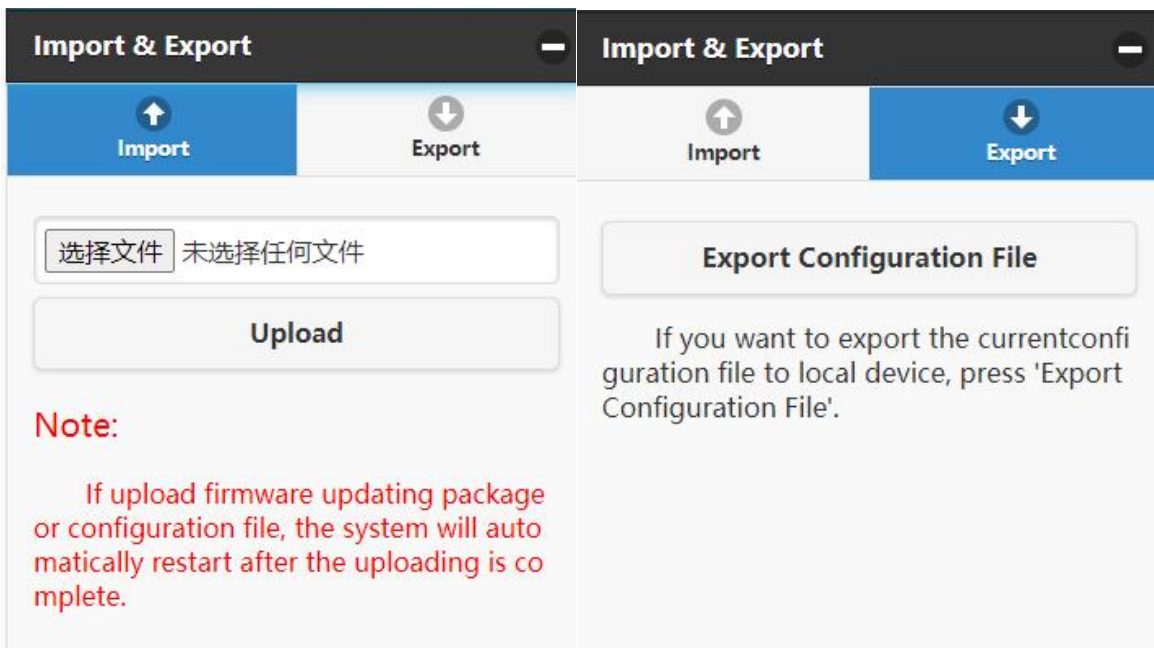 Import & Export
Import
Export
选择文件 未选择任何文件
Upload
Note:
If upload firmware updating package
or configuration file, the system will auto
matically restart after the uploading is co
mplete.
Import & Export
Import
Export
Export Configuration File
If you want to export the currentconfi
guration file to local device, press 'Export
Configuration File'.